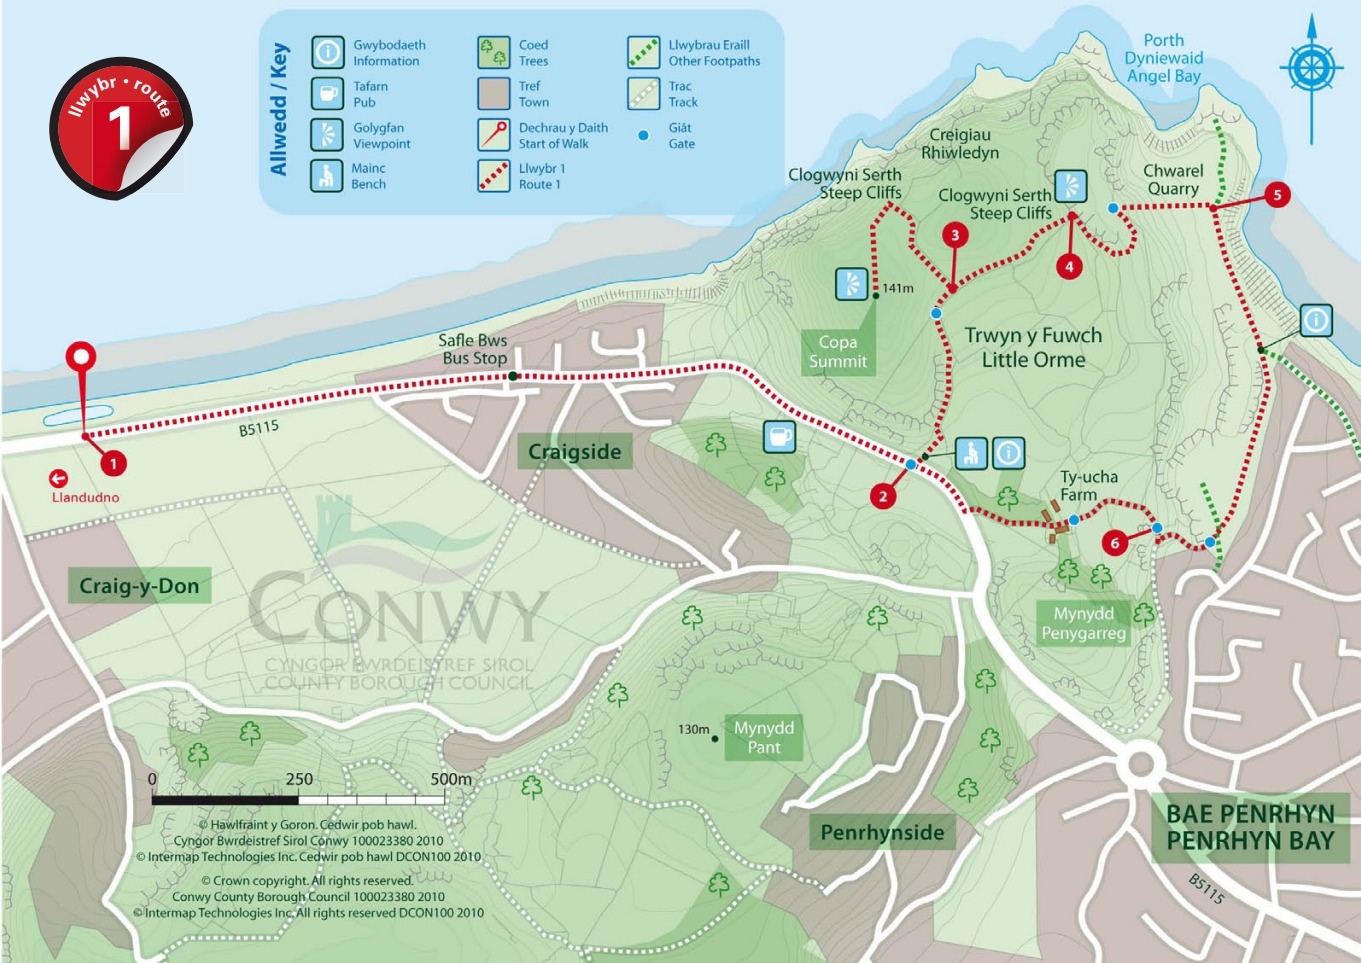 llwybr • route
1
Allwedd / Key
Gwybodaeth
Information
Tafarn
Pub
Golygfan
Viewpoint
Mainc
Bench
Coed
Trees
Tref
Town
Dechrau y Daith
Start of Walk
Llwybr 1
Route 1
Llwybrau Eraill
Other Footpaths
Trac
Track
Giât
Gate
Porth
Dyniewaid
Angel Bay
Creigiau
Rhiwledyn
Clogwyni Serth
Steep Cliffs
Clogwyni Serth
Steep Cliffs
Chwarel
Quarry
5
3
4
141m
Copa
Summit
Trwyn y Fuwch
Little Orme
Safle Bws
Bus Stop
B5115
Craigside
1
Llandudno
2
Ty-ucha
Farm
6
Craig-y-Don
CONWY
CYNGOR BWRDEISTREF SIROL
COUNTY BOROUGH COUNCIL
Mynydd
Penygarreg
130m
Mynydd
Pant
0 250 500m
Penrhynside
BAE PENRHYN
PENRHYN BAY
B5115
© Hawlfraint y Goron. Cedwir pob hawl.
Cyngor Bwrdeistref Sirol Conwy 100023380 2010
© Intermap Technologies Inc. Cedwir pob hawl DCON100 2010
© Crown copyright. All rights reserved.
Conwy County Borough Council 100023380 2010
© Intermap Technologies Inc. All rights reserved DCON100 2010